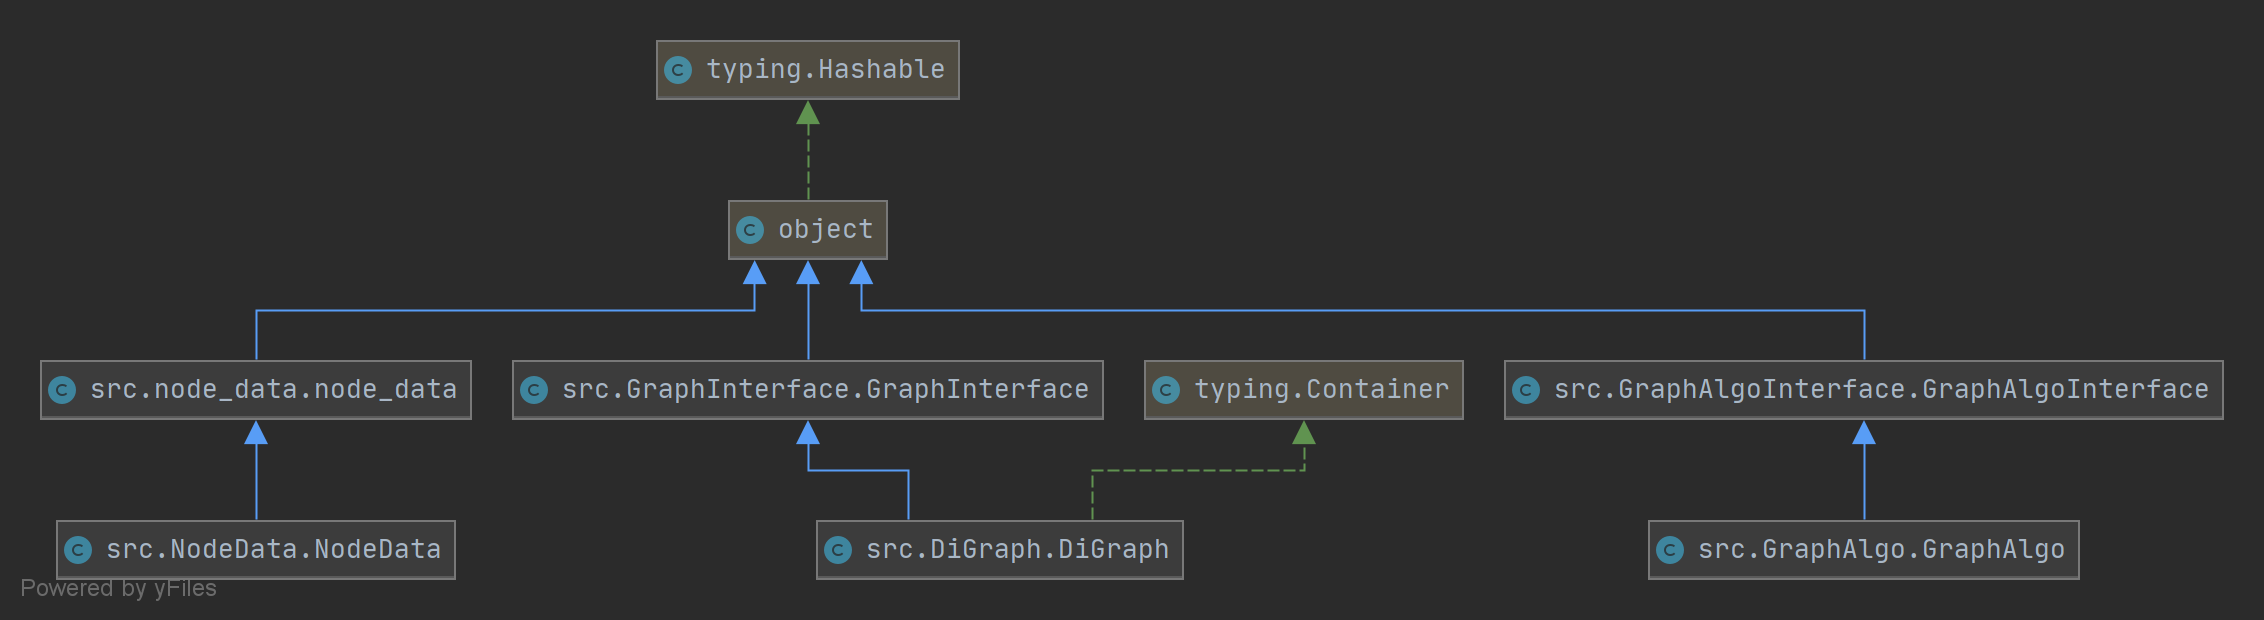 typing.Hashable
object
src.node_data.node_data
src.GraphInterface.GraphInterface
typing.Container
src.GraphAlgoInterface.GraphAlgoInterface
src.NodeData.NodeData
src.DiGraph.DiGraph
src.GraphAlgo.GraphAlgo
Powered by yFiles